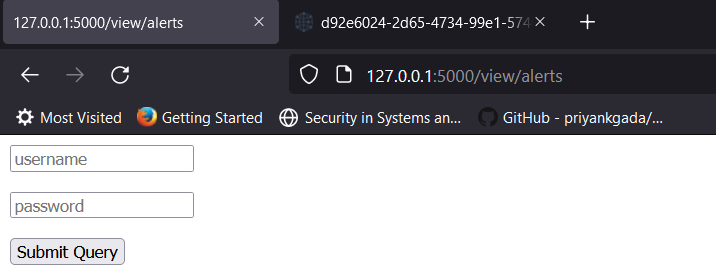 127.0.0.1:5000/view/alerts
d92e6024-2d65-4734-99e1-574
127.0.0.1:5000/view/alerts
Most Visited Getting Started Security in Systems an... GitHub - priyankgada/...
username
password
Submit Query